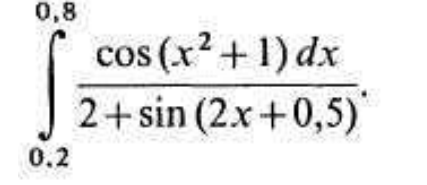 0,8
∫ cos (x² + 1) dx
2 + sin (2x + 0,5).
0.2